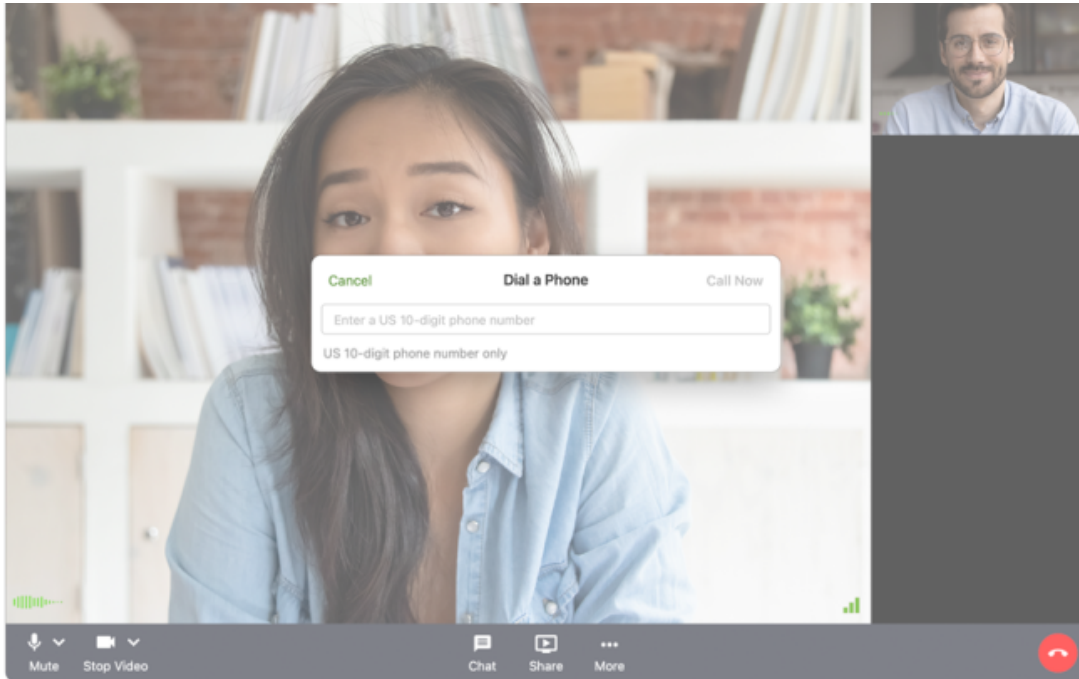 Cancel Dial a Phone Call Now
Enter a US 10-digit phone number
US 10-digit phone number only
Mute Stop Video Chat Share More